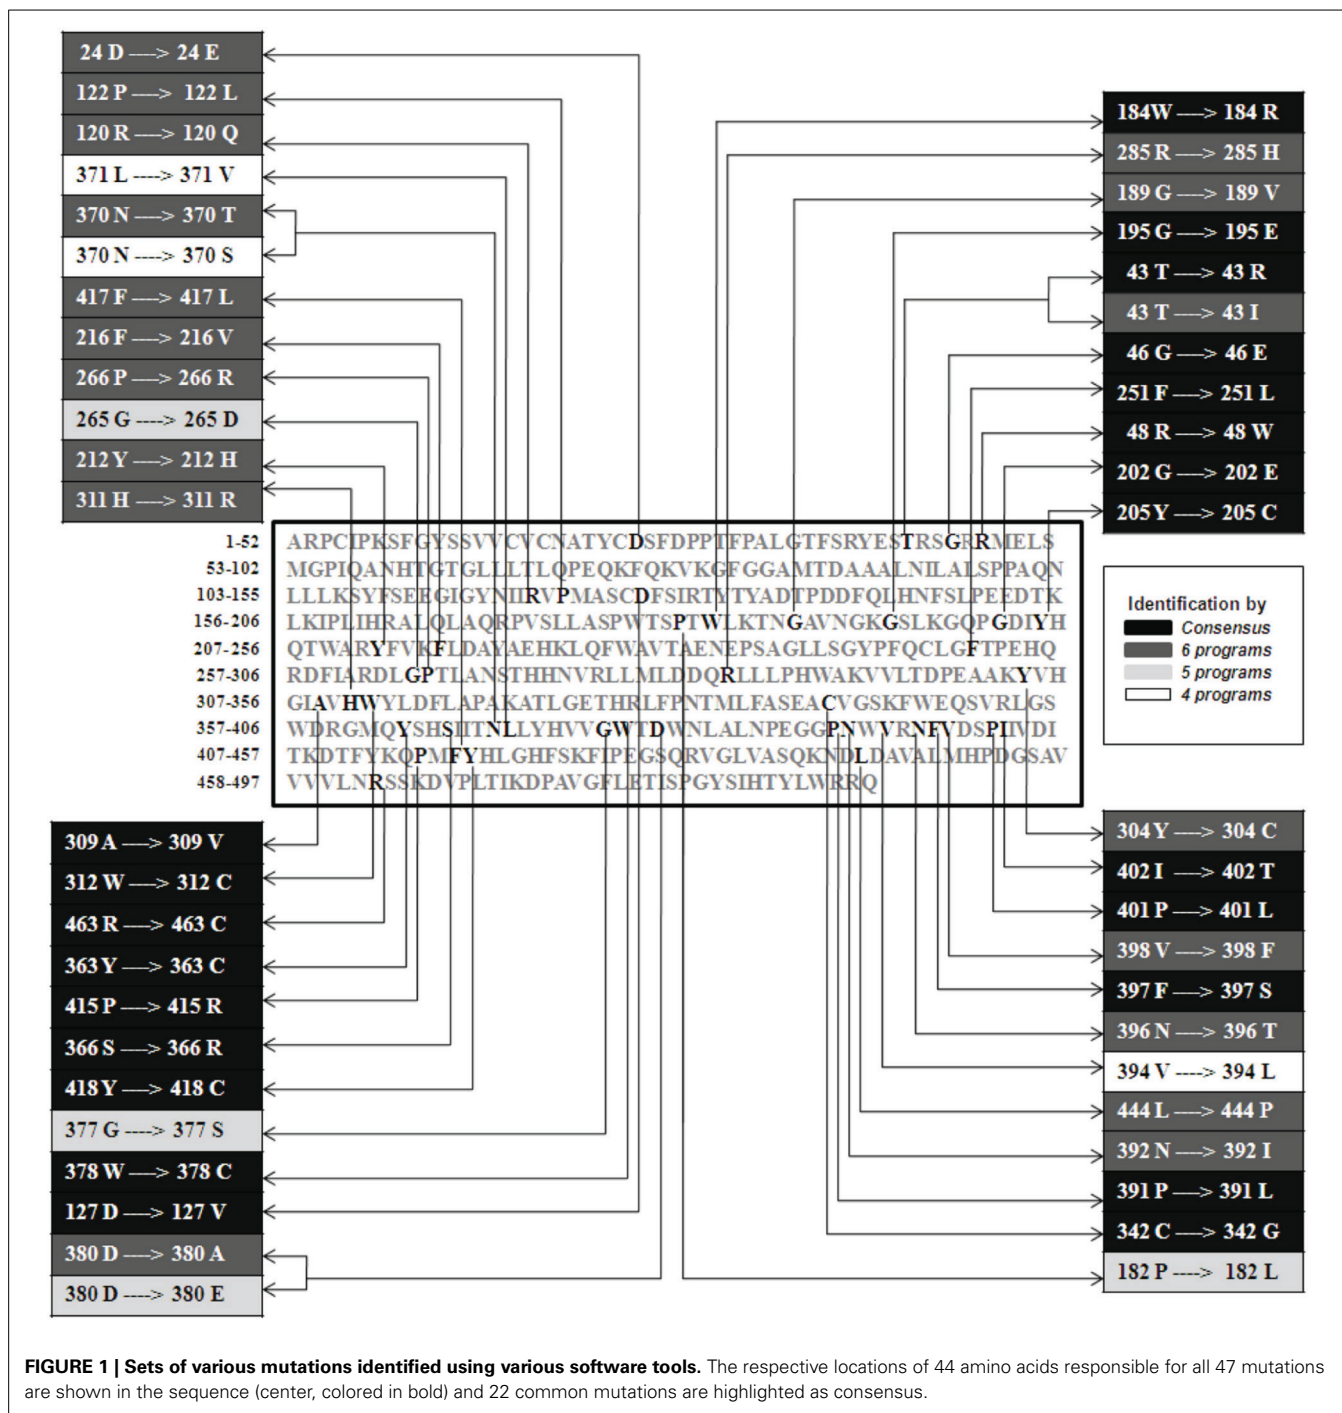 24 D ----> 24 E
122 P ----> 122 L
120 R ----> 120 Q
371 L ----> 371 V
370 N ----> 370 T
370 N ----> 370 S
417 F ----> 417 L
216 F ----> 216 V
266 P ----> 266 R
265 G ----> 265 D
212 Y ----> 212 H
311 H ----> 311 R
184W ----> 184 R
285 R ----> 285 H
189 G ----> 189 V
195 G ----> 195 E
43 T ----> 43 R
43 T ----> 43 I
46 G ----> 46 E
251 F ----> 251 L
48 R ----> 48 W
202 G ----> 202 E
205 Y ----> 205 C
1-52 ARPCIPKSFGYSSVVCVCNATYCDSFDPPTFPALGTFSRYESTRSGRRMELS
53-102 MGPIQANHTGTGLLLTLQPEQKFQKVKGFGGAMTDAAALNILALSPPAQN
103-155 LLLKSYFSEEGIGYNIIRVPMASCDFSIRTYTYADTPDDFQLHNFSLPEEDTK
156-206 LKIPLIHRALQLAQRPVSLLASPWTSPTWLKTNGAVNGKGSLKGQPGDIYH
207-256 QTWARYFVKFLDAYAEHKLQFWAVTAENEPSAGLLSGYPFQCLGFTPEHQ
257-306 RDFIARDLGPTLANSTHHNVRLLMLDDQRLLLPHWAKVVLTDPEAAKYVH
307-356 GIAVHWYLDFLAPAKATLGETHRLFPNTMLFASEACVGSKFWEQSVRLGS
357-406 WDRGMQYSHSIITNLLYHVVGWTDWNLALNPEGGPNWVRNFVDSPIIVDI
407-457 TKDTFYKQPMFYHLGHFSKFIPEGSQRVGLVASQKNDLDAVALMHPDGSAV
458-497 VVVLNRSSKDVPLTIKDPAVGFLETISPGYSIHTYLWRRQ
Identification by
Consensus
6 programs
5 programs
4 programs
309 A ----> 309 V
312 W ----> 312 C
463 R ----> 463 C
363 Y ----> 363 C
415 P ----> 415 R
366 S ----> 366 R
418 Y ----> 418 C
377 G ----> 377 S
378 W ----> 378 C
127 D ----> 127 V
380 D ----> 380 A
380 D ----> 380 E
304 Y ----> 304 C
402 I ----> 402 T
401 P ----> 401 L
398 V ----> 398 F
397 F ----> 397 S
396 N ----> 396 T
394 V ----> 394 L
444 L ----> 444 P
392 N ----> 392 I
391 P ----> 391 L
342 C ----> 342 G
182 P ----> 182 L
FIGURE 1 | Sets of various mutations identified using various software tools. The respective locations of 44 amino acids responsible for all 47 mutations
are shown in the sequence (center, colored in bold) and 22 common mutations are highlighted as consensus.